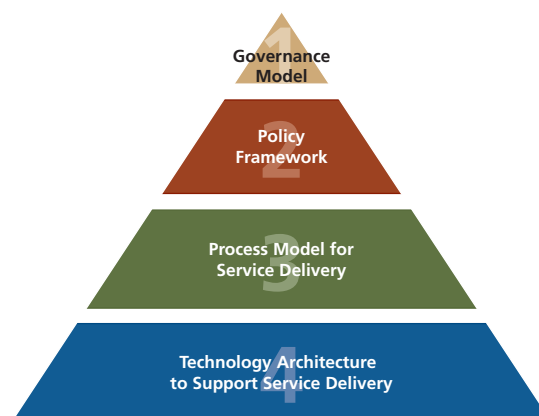 1
Governance
Model
2
Policy
Framework
3
Process Model for
Service Delivery
4
Technology Architecture
to Support Service Delivery